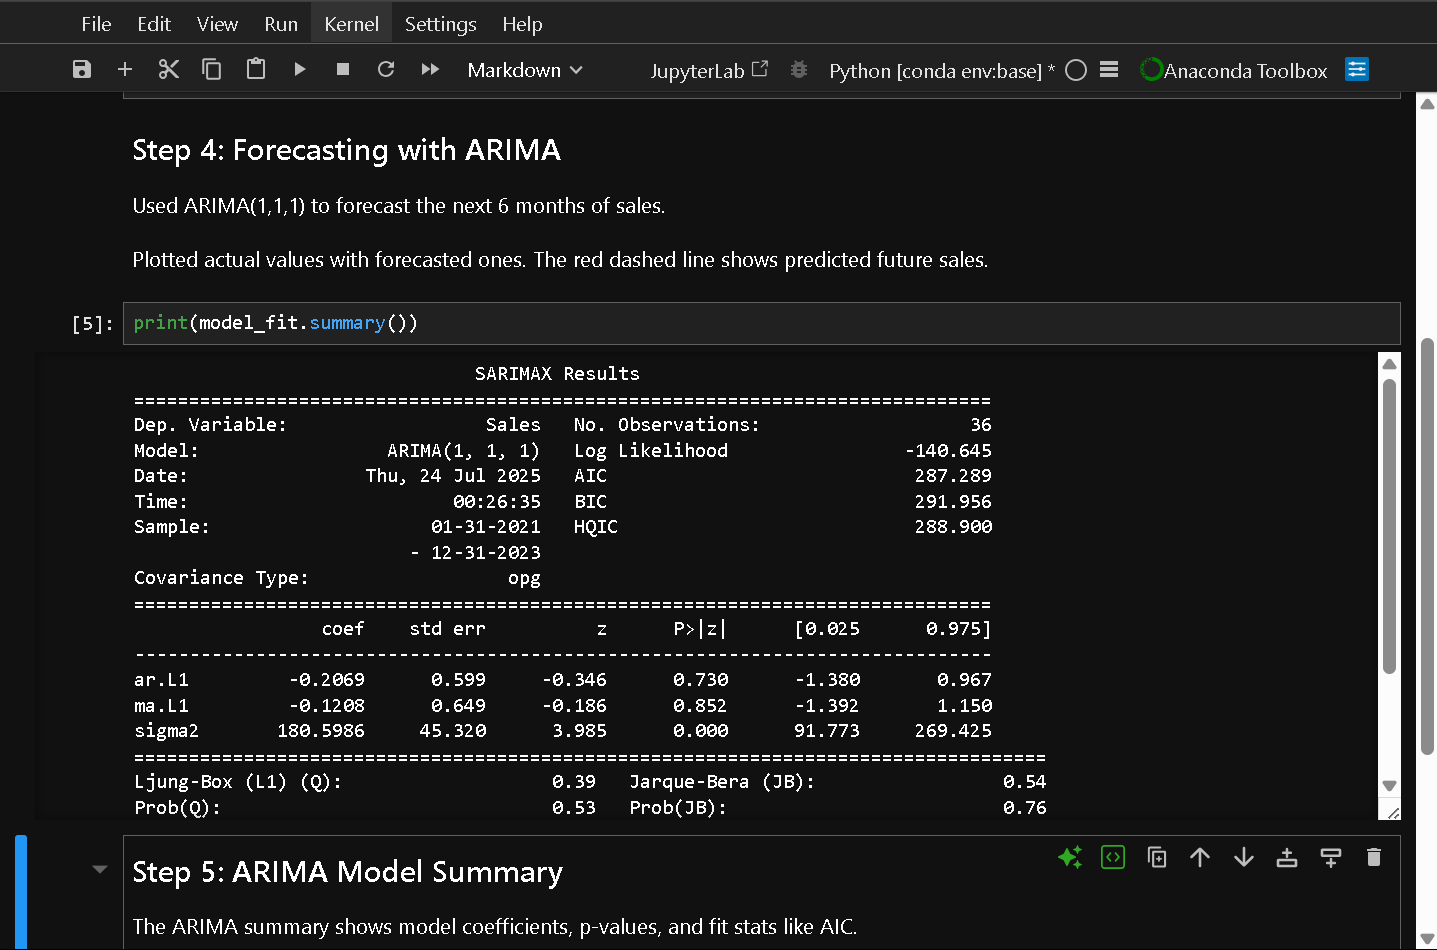 File Edit View Run Kernel Settings Help
Markdown JupyterLab Python [conda env:base] * Anaconda Toolbox
Step 4: Forecasting with ARIMA
Used ARIMA(1,1,1) to forecast the next 6 months of sales.
Plotted actual values with forecasted ones. The red dashed line shows predicted future sales.
[5]: print(model_fit.summary())
SARIMAX Results
==============================================================================
Dep. Variable: Sales No. Observations: 36
Model: ARIMA(1, 1, 1) Log Likelihood -140.645
Date: Thu, 24 Jul 2025 AIC 287.289
Time: 00:26:35 BIC 291.956
Sample: 01-31-2021 HQIC 288.900
- 12-31-2023
Covariance Type: opg
==============================================================================
coef std err z P>|z| [0.025 0.975]
------------------------------------------------------------------------------
ar.L1 -0.2069 0.599 -0.346 0.730 -1.380 0.967
ma.L1 -0.1208 0.649 -0.186 0.852 -1.392 1.150
sigma2 180.5986 45.320 3.985 0.000 91.773 269.425
===================================================================================
Ljung-Box (L1) (Q): 0.39 Jarque-Bera (JB): 0.54
Prob(Q): 0.53 Prob(JB): 0.76
Step 5: ARIMA Model Summary
The ARIMA summary shows model coefficients, p-values, and fit stats like AIC.